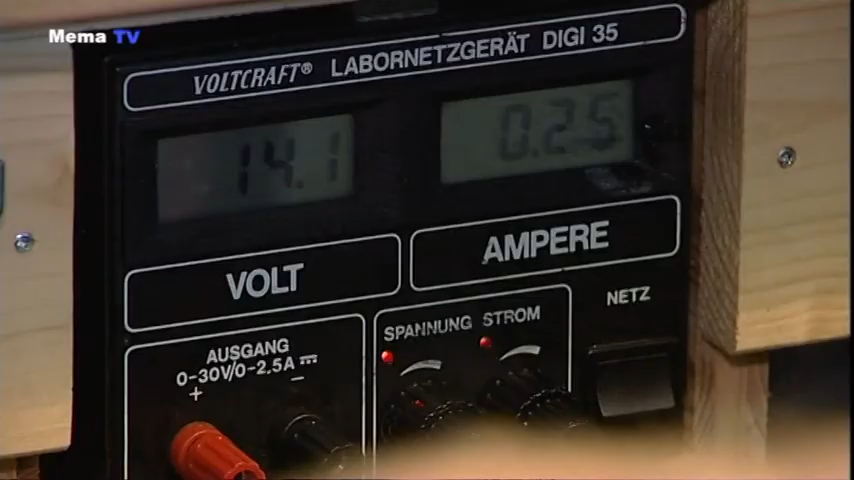 Mema TV
VOLTCRAFT® LABORNETZGERÄT DIGI 35
14.1
0.25
VOLT
AMPERE
AUSGANG
0-30V/0-2.5A
+ −
SPANNUNG STROM
NETZ